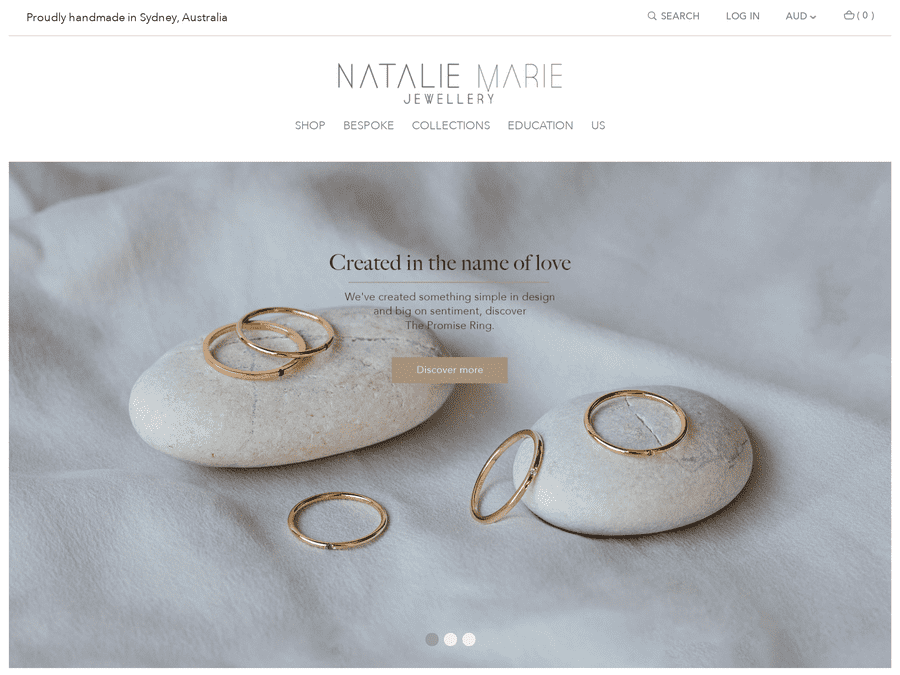 Proudly handmade in Sydney, Australia
SEARCH LOG IN AUD ( 0 )
NATALIE MARIE
JEWELLERY
SHOP BESPOKE COLLECTIONS EDUCATION US
Created in the name of love
We've created something simple in design
and big on sentiment, discover
The Promise Ring.
Discover more